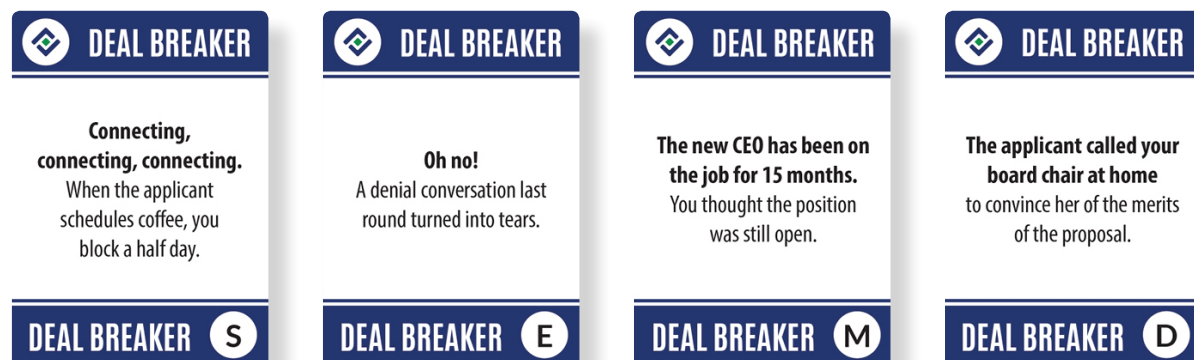 DEAL BREAKER
Connecting,
connecting, connecting.
When the applicant
schedules coffee, you
block a half day.
DEAL BREAKER S
DEAL BREAKER
Oh no!
A denial conversation last
round turned into tears.
DEAL BREAKER E
DEAL BREAKER
The new CEO has been on
the job for 15 months.
You thought the position
was still open.
DEAL BREAKER M
DEAL BREAKER
The applicant called your
board chair at home
to convince her of the merits
of the proposal.
DEAL BREAKER D